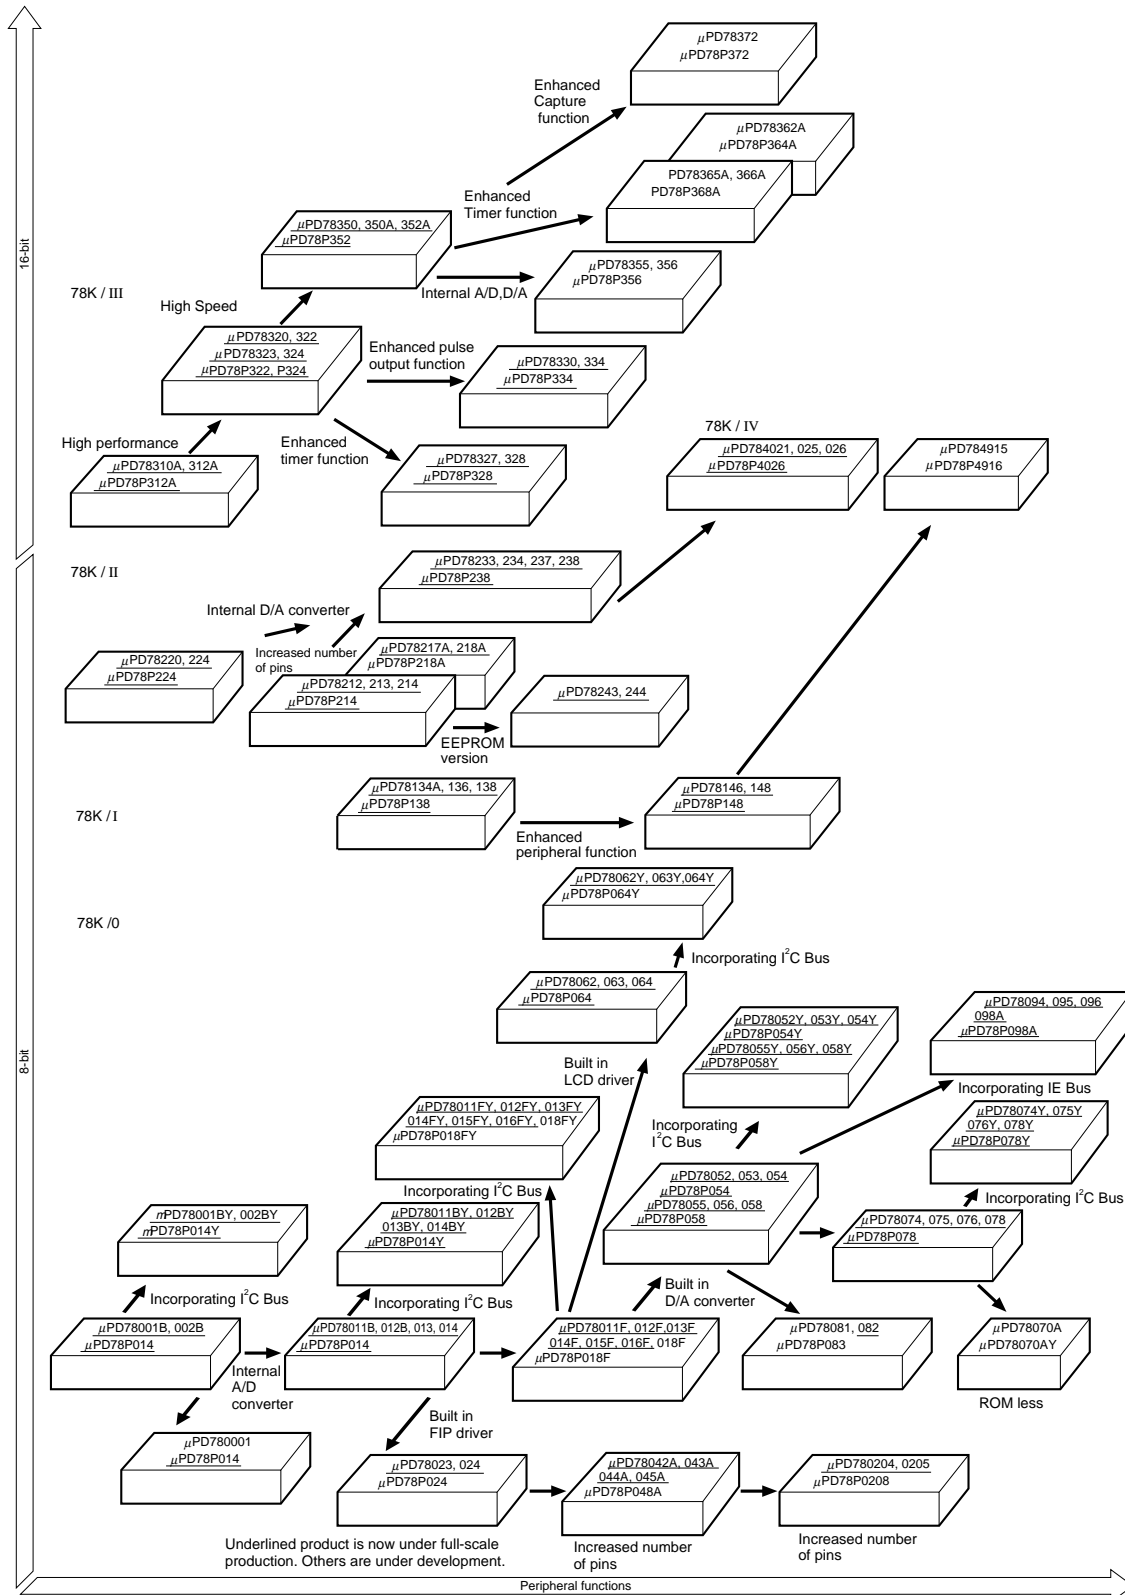 μPD78372
μPD78P372
Enhanced
Capture
function
μPD78362A
μPD78P364A
PD78365A, 366A
PD78P368A
Enhanced
Timer function
μPD78350, 350A, 352A
μPD78P352
16-bit
μPD78355, 356
μPD78P356
Internal A/D,D/A
78K / III
High Speed
μPD78320, 322
μPD78323, 324
μPD78P322, P324
Enhanced pulse
output function
μPD78330, 334
μPD78P334
78K / IV
High performance
Enhanced
timer function
μPD78310A, 312A
μPD78P312A
μPD78327, 328
μPD78P328
μPD784021, 025, 026
μPD78P4026
μPD784915
μPD78P4916
78K / II
μPD78233, 234, 237, 238
μPD78P238
Internal D/A converter
Increased number
of pins
μPD78220, 224
μPD78P224
μPD78217A, 218A
μPD78P218A
μPD78212, 213, 214
μPD78P214
μPD78243, 244
EEPROM
version
78K / I
μPD78134A, 136, 138
μPD78P138
μPD78146, 148
μPD78P148
Enhanced
peripheral function
78K /0
μPD78062Y, 063Y,064Y
μPD78P064Y
Incorporating I²C Bus
μPD78062, 063, 064
μPD78P064
8-bit
μPD78052Y, 053Y, 054Y
μPD78P054Y
μPD78055Y, 056Y, 058Y
μPD78P058Y
μPD78094, 095, 096
098A
μPD78P098A
Built in
LCD driver
Incorporating IE Bus
μPD78011FY, 012FY, 013FY
014FY, 015FY, 016FY, 018FY
μPD78P018FY
Incorporating
I²C Bus
μPD78074Y, 075Y
076Y, 078Y
μPD78P078Y
Incorporating I²C Bus
μPD78052, 053, 054
μPD78P054
μPD78055, 056, 058
μPD78P058
Incorporating I²C Bus
mPD78001BY, 002BY
mPD78P014Y
μPD78011BY, 012BY
013BY, 014BY
μPD78P014Y
μPD78074, 075, 076, 078
μPD78P078
Incorporating I²C Bus
Incorporating I²C Bus
Built in
D/A converter
μPD78001B, 002B
μPD78P014
μPD78011B, 012B, 013, 014
μPD78P014
μPD78011F, 012F,013F
014F, 015F, 016F, 018F
μPD78P018F
μPD78081, 082
μPD78P083
μPD78070A
μPD78070AY
Internal
A/D
converter
ROM less
Built in
FIP driver
μPD780001
μPD78P014
μPD78023, 024
μPD78P024
μPD78042A, 043A
044A, 045A
μPD78P048A
μPD780204, 0205
μPD78P0208
Underlined product is now under full-scale
production. Others are under development.
Increased number
of pins
Increased number
of pins
Peripheral functions